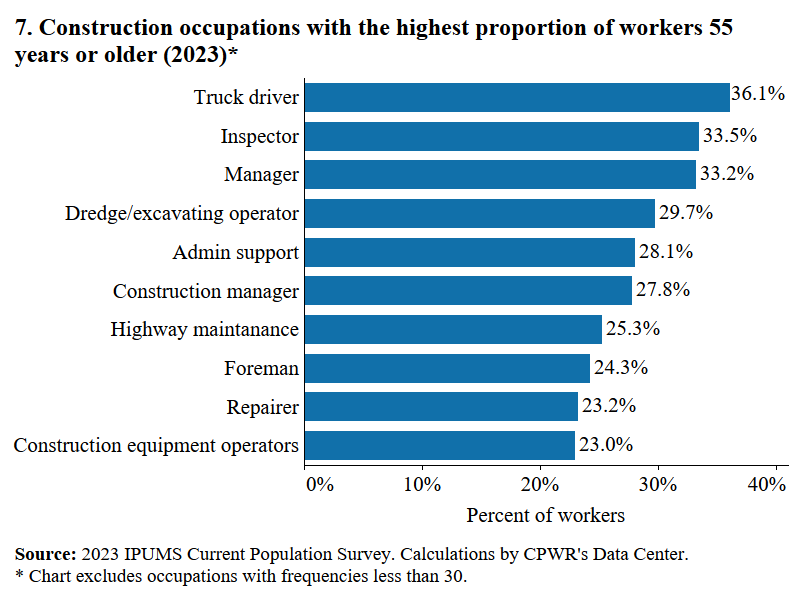 7. Construction occupations with the highest proportion of workers 55
years or older (2023)*
Truck driver 36.1%
Inspector 33.5%
Manager 33.2%
Dredge/excavating operator 29.7%
Admin support 28.1%
Construction manager 27.8%
Highway maintanance 25.3%
Foreman 24.3%
Repairer 23.2%
Construction equipment operators 23.0%
0% 10% 20% 30% 40%
Percent of workers
Source: 2023 IPUMS Current Population Survey. Calculations by CPWR's Data Center.
* Chart excludes occupations with frequencies less than 30.